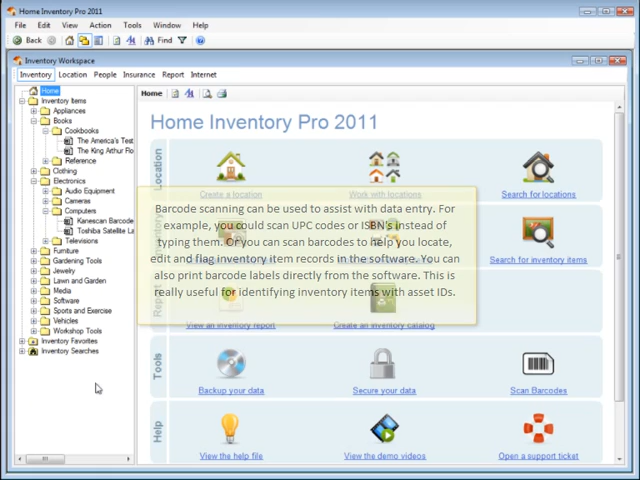 Home Inventory Pro 2011
File Edit View Action Tools Window Help
Back Find
Inventory Workspace
Inventory Location People Insurance Report Internet
Home
Inventory Items
Appliances
Books
Cookbooks
The America's Test
The King Arthur Flo
Reference
Clothing
Electronics
Audio Equipment
Cameras
Computers
Kanescan Barcode
Toshiba Satellite La
Televisions
Furniture
Gardening Tools
Jewelry
Lawn and Garden
Media
Software
Sports and Exercise
Vehicles
Workshop Tools
Inventory Favorites
Inventory Searches
Home
Home Inventory Pro 2011
Location
Create a location Work with locations Search for locations
Barcode scanning can be used to assist with data entry. For
example, you could scan UPC codes or ISBN's instead of
typing them. Or you can scan barcodes to help you locate,
edit and flag inventory item records in the software. You can
also print barcode labels directly from the software. This is
really useful for identifying inventory items with asset IDs.
Search for inventory items
Report
View an inventory report Create an inventory catalog
Tools
Backup your data Secure your data Scan Barcodes
Help
View the help file View the demo videos Open a support ticket